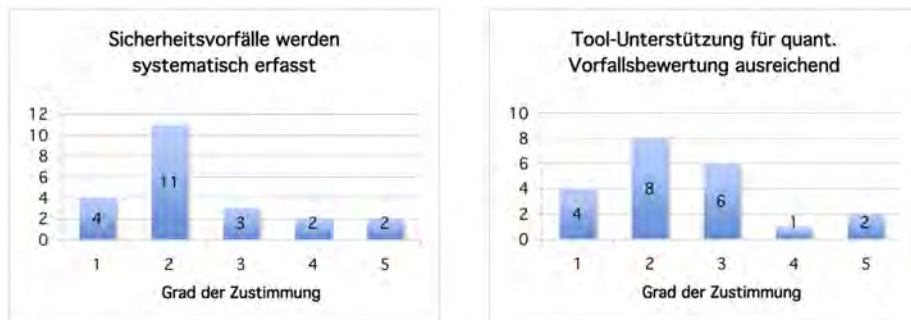 Sicherheitsvorfälle werden
systematisch erfasst
12
10
8
6
4
2
0
4
11
3
2
2
1 2 3 4 5
Grad der Zustimmung
Tool-Unterstützung für quant.
Vorfallsbewertung ausreichend
10
8
6
4
2
0
4
8
6
1
2
1 2 3 4 5
Grad der Zustimmung